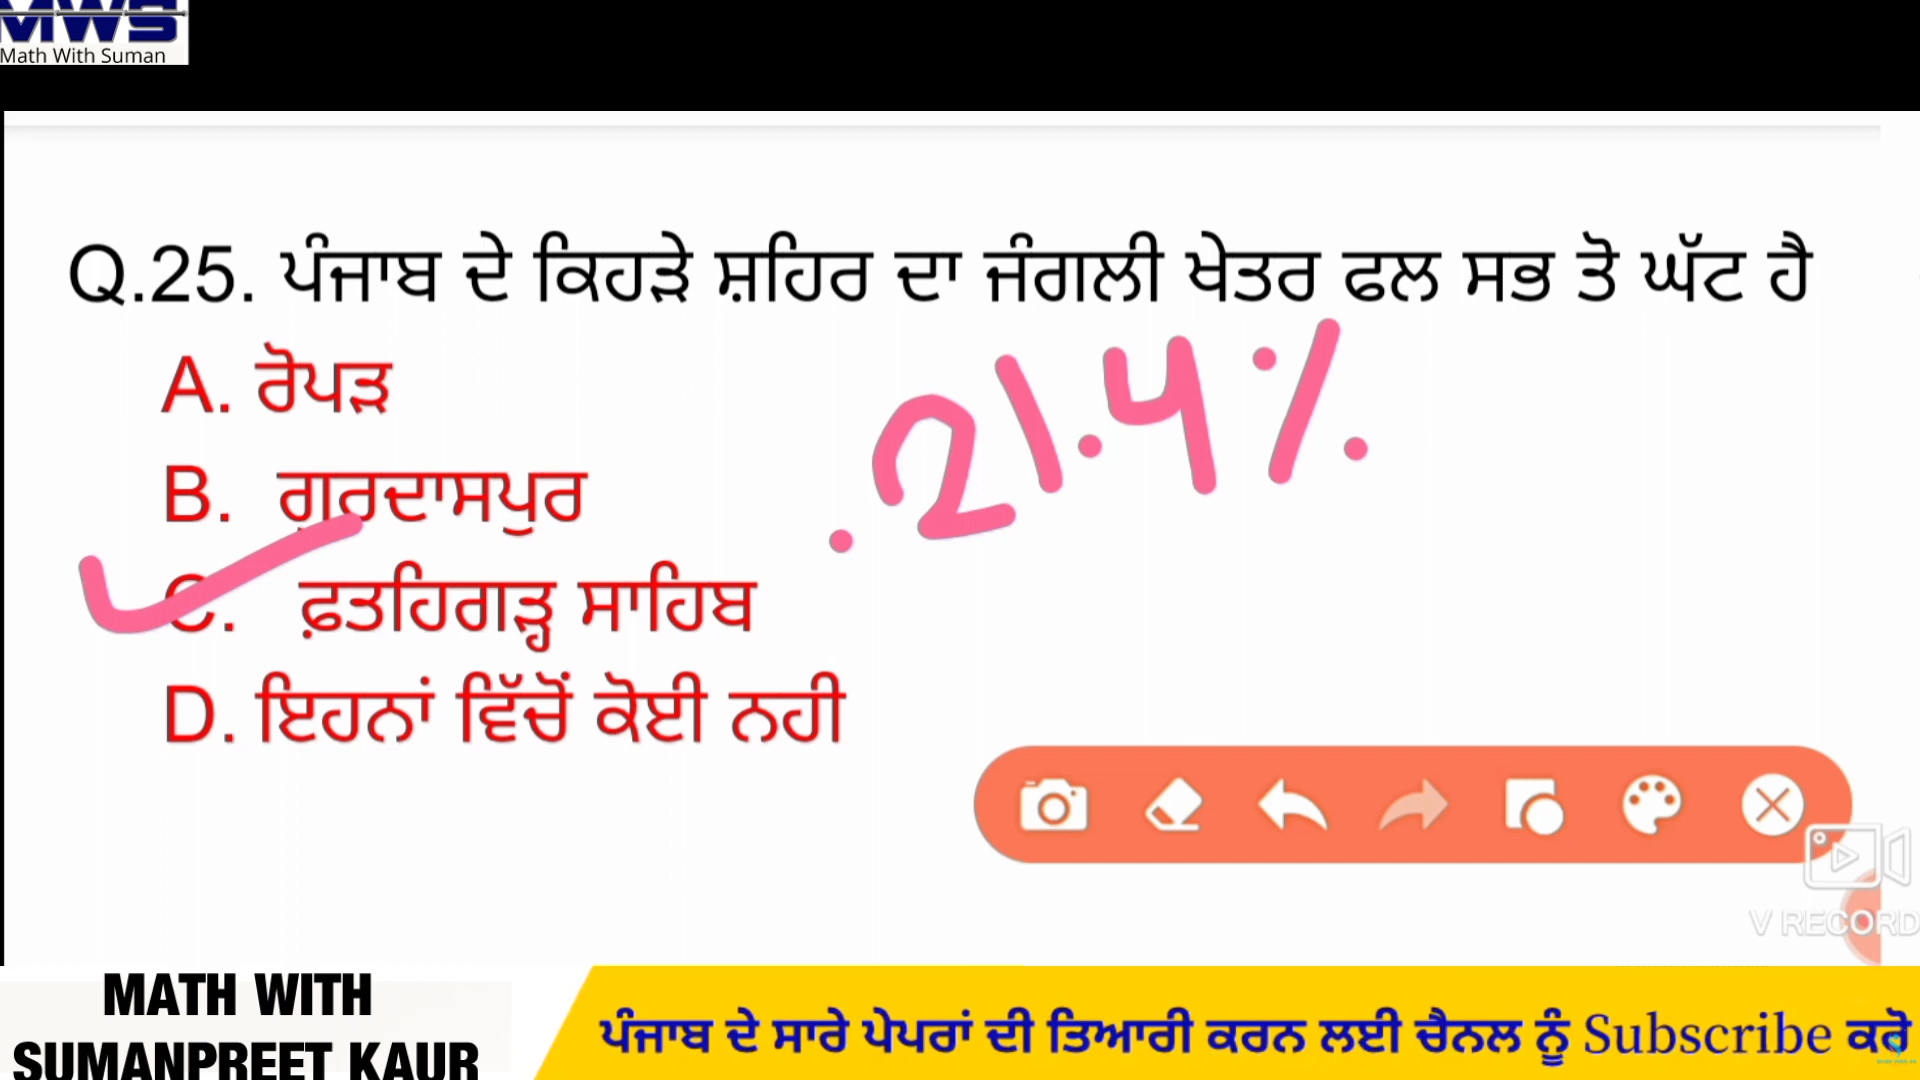 MWS
Math With Suman
Q.25. ਪੰਜਾਬ ਦੇ ਕਿਹੜੇ ਸ਼ਹਿਰ ਦਾ ਜੰਗਲੀ ਖੇਤਰ ਫਲ ਸਭ ਤੋ ਘੱਟ ਹੈ
A. ਰੋਪੜ
.21.4%.
B. ਗੁਰਦਾਸਪੁਰ
C. ਫ਼ਤਹਿਗੜ੍ਹ ਸਾਹਿਬ
D. ਇਹਨਾਂ ਵਿੱਚੋਂ ਕੋਈ ਨਹੀ
V RECORD
MATH WITH
SUMANPREET KAUR
ਪੰਜਾਬ ਦੇ ਸਾਰੇ ਪੇਪਰਾਂ ਦੀ ਤਿਆਰੀ ਕਰਨ ਲਈ ਚੈਨਲ ਨੂੰ Subscribe ਕਰੋ